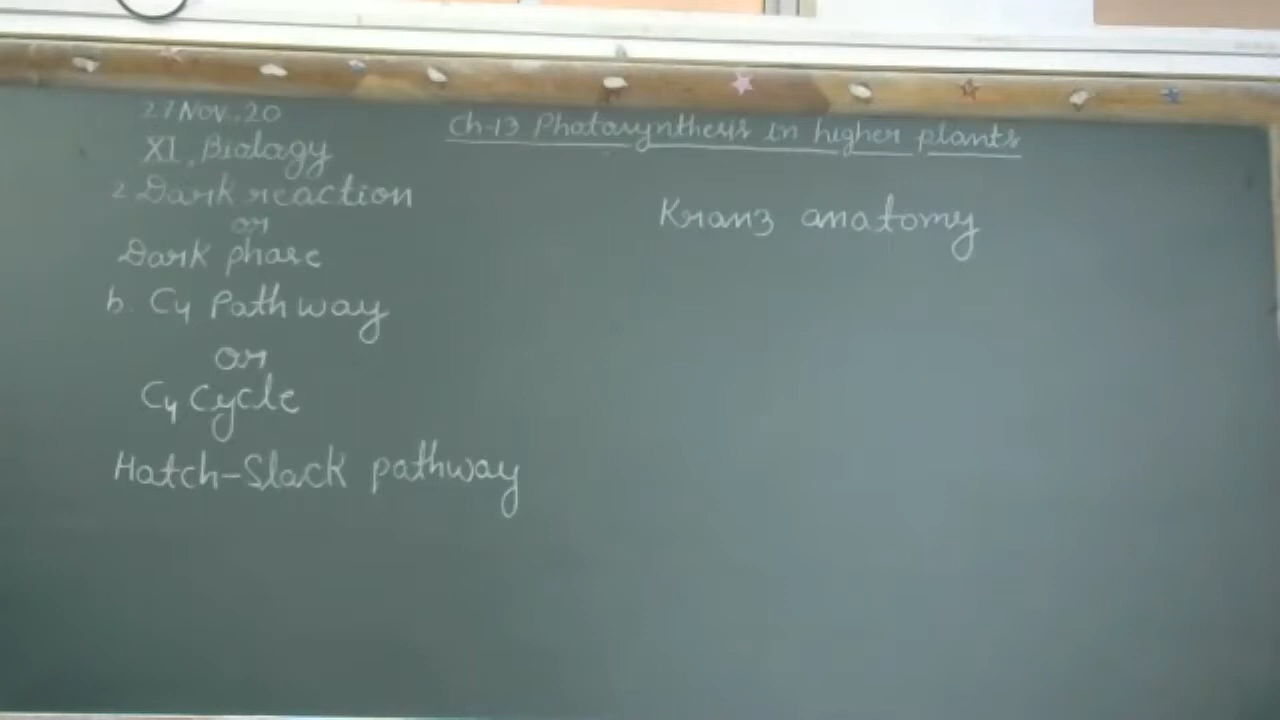 27 Nov. 20
XI, Biology
Ch-13 Photosynthesis in higher plants
2 Dark reaction
or
Dark phase
b. C4 Pathway
or
C4 Cycle
Hatch-Slack pathway
Kranz anatomy